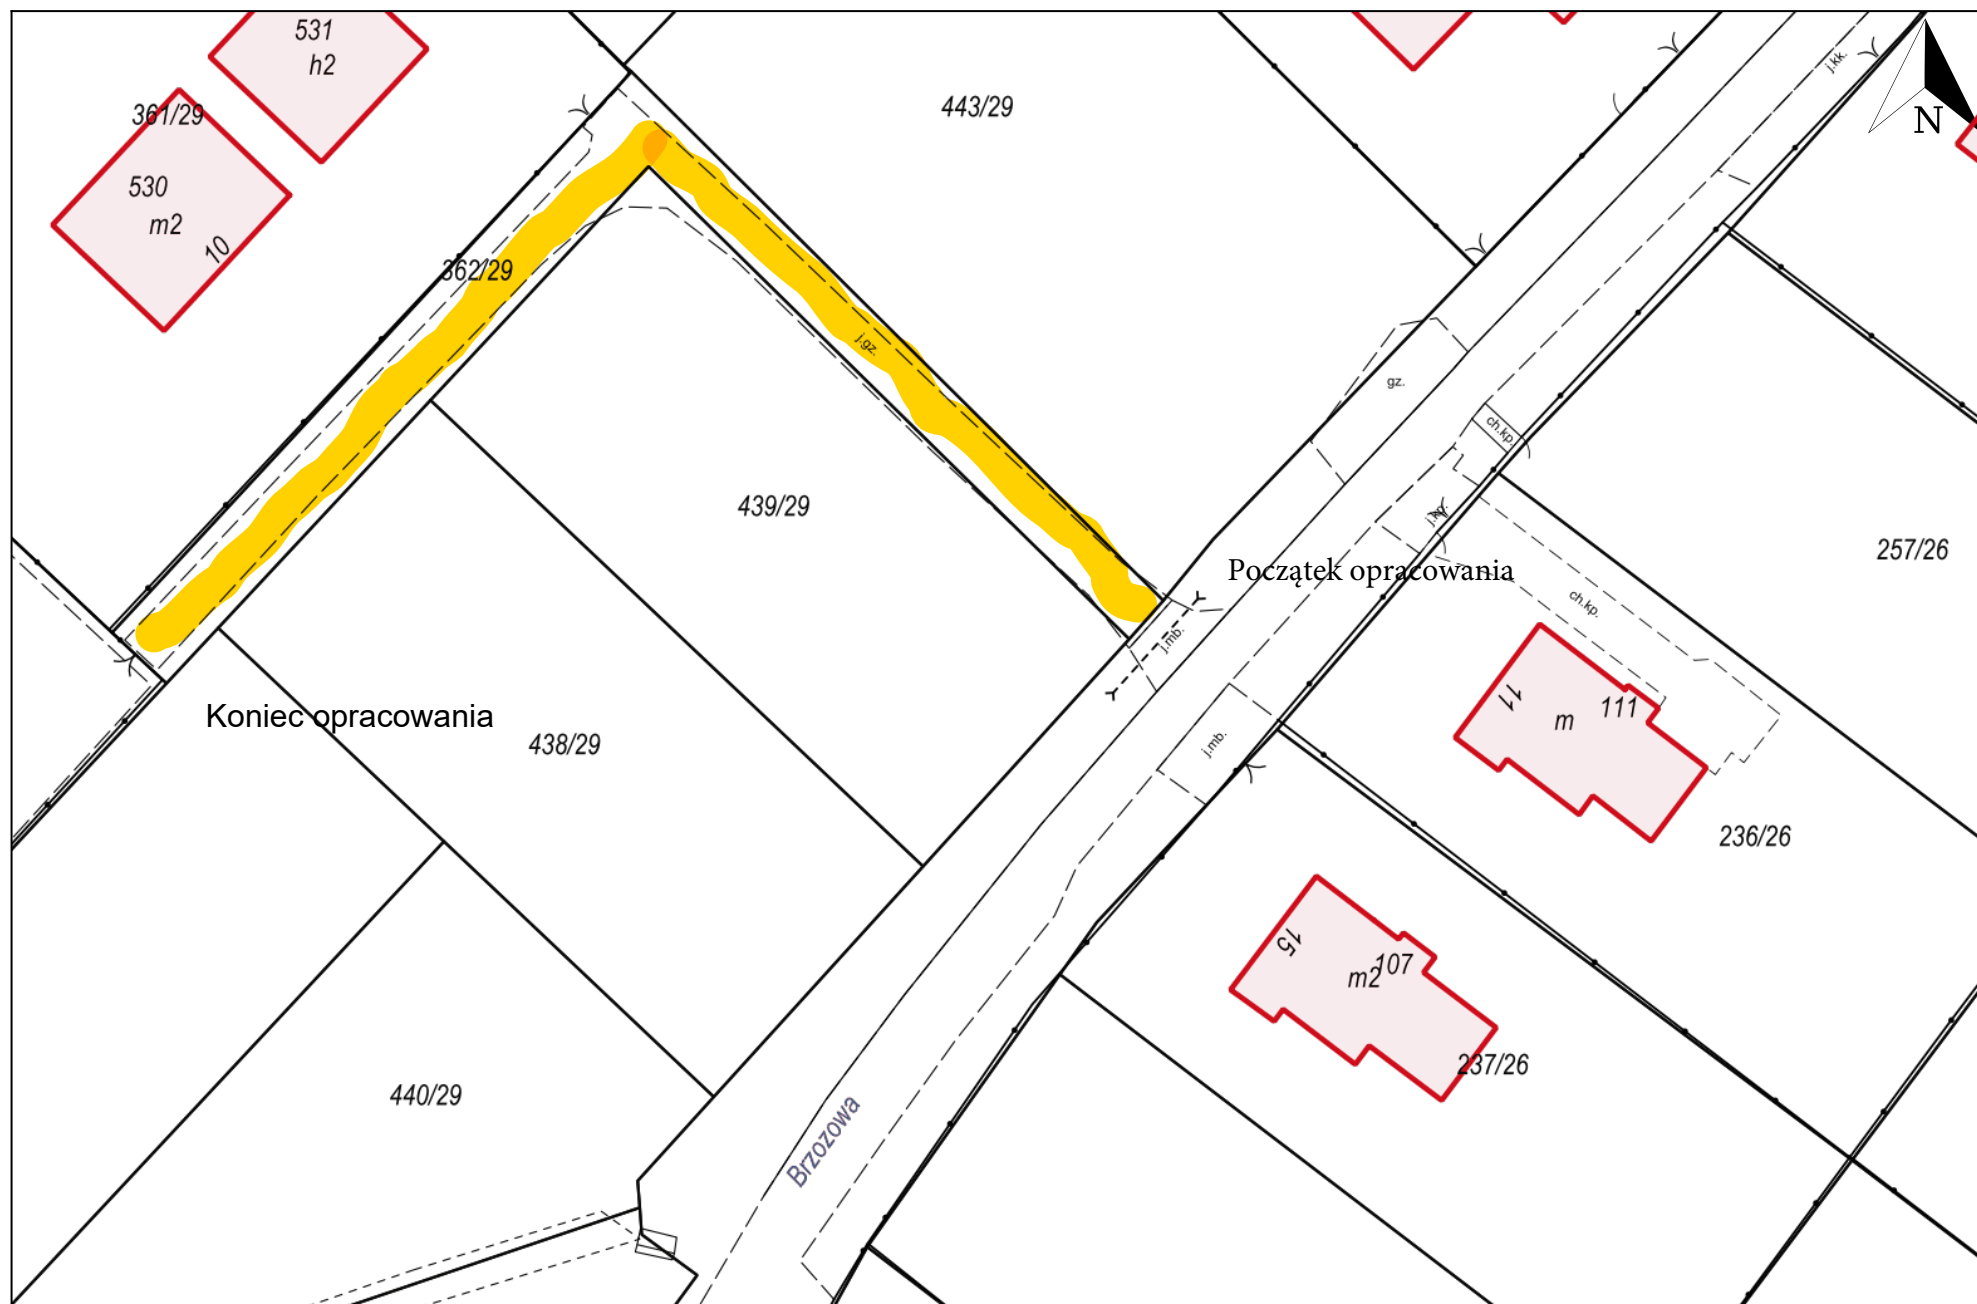 531
h2
361/29
530
m2
10
443/29
j.kk.
N
362/29
j.gz.
gz.
ch.kp.
j.kp.
439/29
257/26
Początek opracowania
ch.kp.
j.mb.
Koniec opracowania
438/29
j.mb.
11
m
111
236/26
15
m2
107
237/26
440/29
Brzozowa